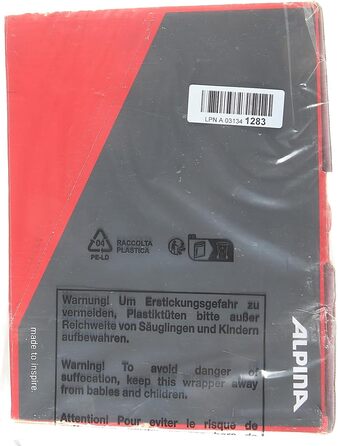 LPN A 03134 1283
04
PE-LD
RACCOLTA
PLASTICA
Warnung! Um Erstickungsgefahr zu
vermeiden, Plastiktüten bitte außer
Reichweite von Säuglingen und Kindern
aufbewahren.
Warning! To avoid danger of
suffocation, keep this wrapper away
from babies and children.
Attention! Pour éviter le risque de
ALPINA
made to inspire.